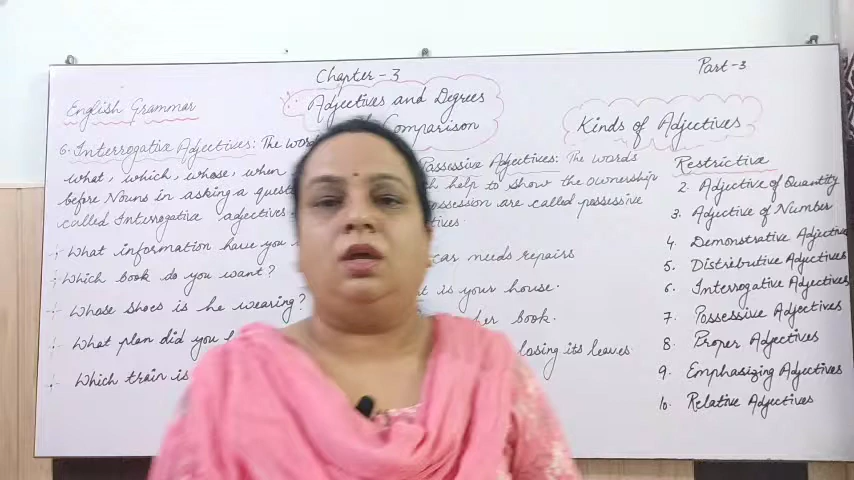 Chapter - 3
Part-3
English Grammar
Adjectives and Degrees
Comparison
Kinds of Adjectives
6. Interrogative Adjectives: The words
what, which, whose, when
before Nouns in asking a
called Interrogative adjectives.
What information have you
Which book do you want?
Whose shoes is he wearing?
What plan did you
Which train is
Possessive Adjectives: The words
help to show the ownership
possession are called possessive
car needs repairs
is your house.
her book.
losing its leaves
Restrictive
2. Adjective of Quantity
3. Adjective of Number
4. Demonstrative Adjective
5. Distributive Adjectives
6. Interrogative Adjectives
7. Possessive Adjectives
8. Proper Adjectives
9. Emphasizing Adjectives
10. Relative Adjectives